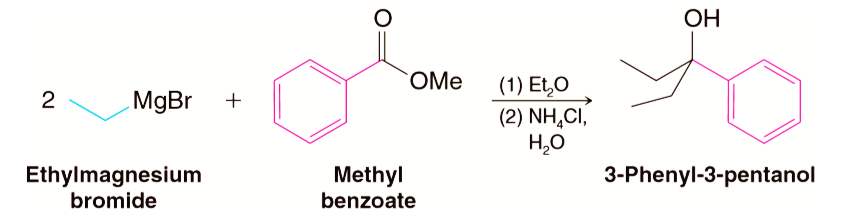 O
OH
2
MgBr
+
OMe
(1) Et₂O
(2) NH₄Cl,
H₂O
Ethylmagnesium
bromide
Methyl
benzoate
3-Phenyl-3-pentanol